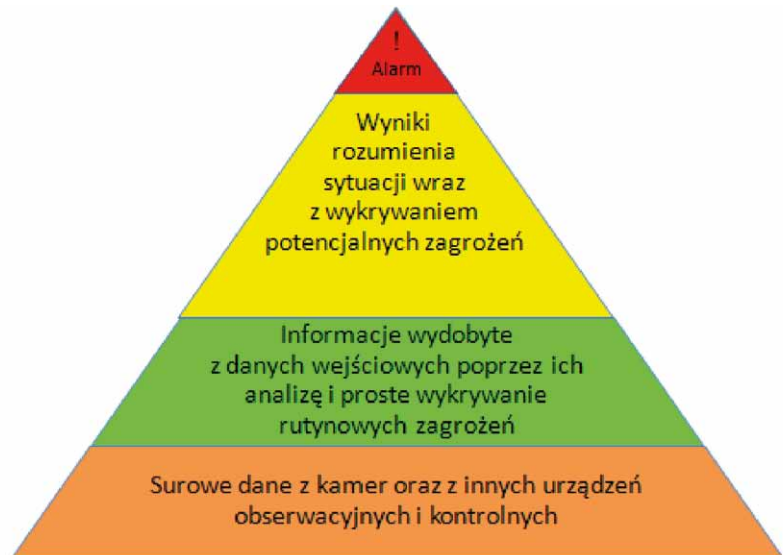 !
Alarm
Wyniki
rozumienia
sytuacji wraz
z wykrywaniem
potencjalnych zagrożeń
Informacje wydobyte
z danych wejściowych poprzez ich
analizę i proste wykrywanie
rutynowych zagrożeń
Surowe dane z kamer oraz z innych urządzeń
obserwacyjnych i kontrolnych